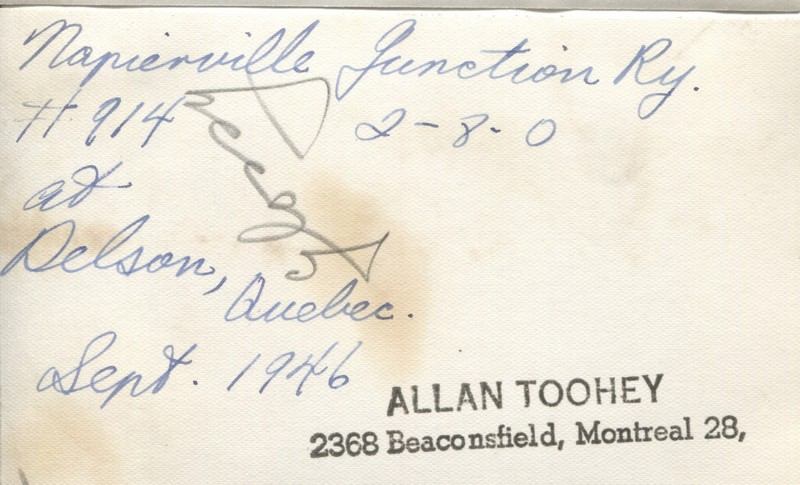 Napierville Junction Ry.
# 914 2-8-0
at
Delson,
Quebec.
Sept. 1946
ALLAN TOOHEY
2368 Beaconsfield, Montreal 28,